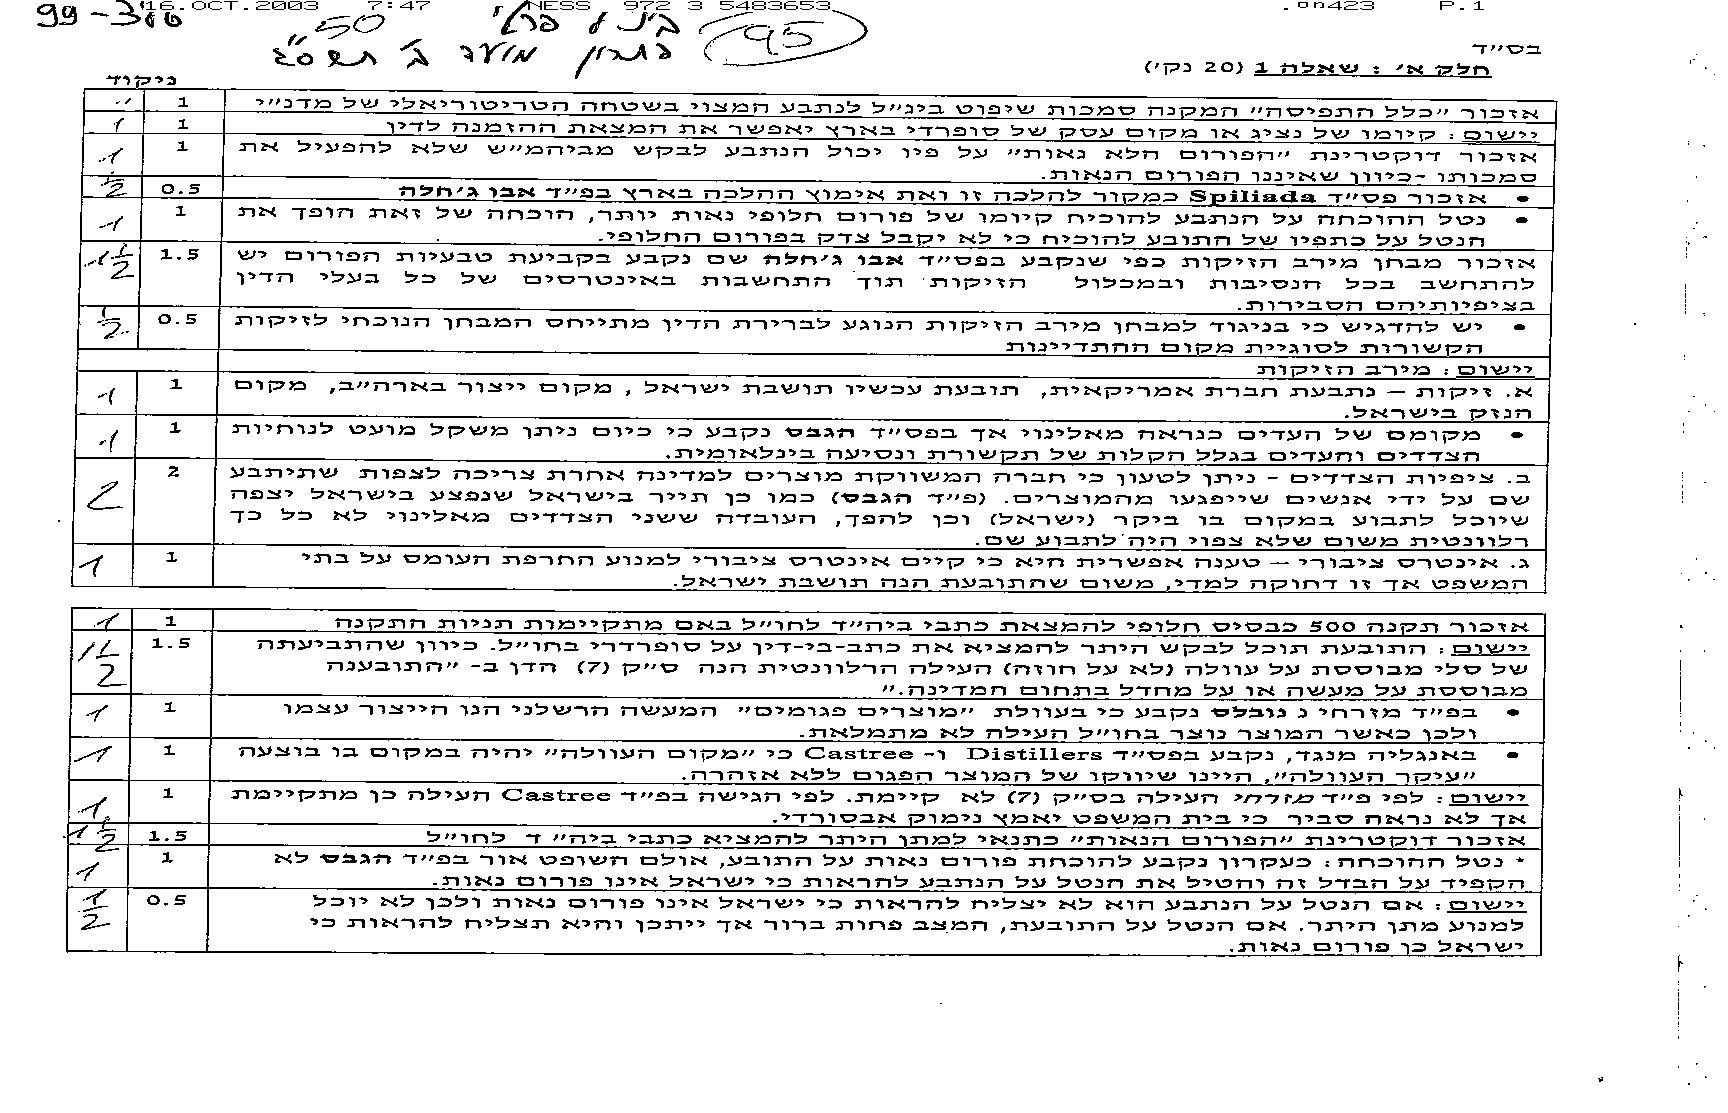 99-300 16.OCT.2003 7:47 NESS 972 3 5483653 P.1
50 95
מועד ב' תשס"ג
בס״ד
חלק א׳ : שאלה 1 (20 נק׳)
ניקוד
אזכור ״כלל התפיסה״ המקנה סמכות שיפוט בינ״ל לנתבע המצוי בשטחה הטריטוריאלי של מדנ״י 1
יישום : קיומו של נציג או מקום עסק של סופרדי בארץ יאפשר את המצאת ההזמנה לדין 1 1
אזכור דוקטרינת ״הפורום הלא נאות״ על פיו יכול הנתבע לבקש מביהמ״ש שלא להפעיל את 1 1
סמכותו -כיוון שאיננו הפורום הנאות.
• אזכור פס״ד Spiliada כמקור להלכה זו ואת אימוץ ההלכה בארץ בפ״ד אבו ג׳חלה 0.5 ½
• נטל ההוכחה על הנתבע להוכיח קיומו של פורום חלופי נאות יותר, הוכחה של זאת הופך את 1 1
הנטל על כתפיו של התובע להוכיח כי לא יקבל צדק בפורום החלופי.
אזכור מבחן מירב הזיקות כפי שנקבע בפס״ד אבו ג׳חלה שם נקבע בקביעת טבעיות הפורום יש 1.5 1½
להתחשב בכל הנסיבות ובמכלול הזיקות תוך התחשבות באינטרסים של כל בעלי הדין
בציפיותיהם הסבירות.
• יש להדגיש כי בניגוד למבחן מירב הזיקות הנוגע לברירת הדין מתייחס המבחן הנוכחי לזיקות 0.5 ½
הקשורות לסוגיית מקום ההתדיינות
יישום : מירב הזיקות
א. זיקות – נתבעת חברת אמריקאית, תובעת עכשיו תושבת ישראל , מקום ייצור בארה״ב, מקום 1 1
הנזק בישראל.
• מקומם של העדים כנראה מאלינוי אך בפס״ד הגבס נקבע כי כיום ניתן משקל מועט לנוחיות 1 1
הצדדים והעדים בגלל הקלות של תקשורת ונסיעה בינלאומית.
ב. ציפיות הצדדים - ניתן לטעון כי חברה המשווקת מוצרים למדינה אחרת צריכה לצפות שתיתבע 2 2
שם על ידי אנשים שייפגעו מהמוצרים. (פ״ד הגבס) כמו כן תייר בישראל שנפצע בישראל יצפה
שיוכל לתבוע במקום בו ביקר (ישראל) וכן להפך, העובדה ששני הצדדים מאלינוי לא כל כך
רלוונטית משום שלא צפוי היה לתבוע שם.
ג. אינטרס ציבורי – טענה אפשרית היא כי קיים אינטרס ציבורי למנוע החרפת העומס על בתי 1 1
המשפט אך זו דחוקה למדי, משום שהתובעת הנה תושבת ישראל.
אזכור תקנה 500 כבסיס חלופי להמצאת כתבי ביה״ד לחו״ל באם מתקיימות תניות התקנה 1 1
יישום : התובעת תוכל לבקש היתר להמציא את כתב-בי-דין על סופרדרי בחו״ל. כיוון שהתביעתה 1.5 1½
של סלי מבוססת על עוולה (לא על חוזה) העילה הרלוונטית הנה ס״ק (7) הדן ב- ״התובענה
מבוססת על מעשה או על מחדל בתחום המדינה.״
• בפ״ד מזרחי נ נובלס נקבע כי בעוולת ״מוצרים פגומים״ המעשה הרשלני הנו הייצור עצמו 1 1
ולכן כאשר המוצר נוצר בחו״ל העילה לא מתמלאת.
• באנגליה מנגד, נקבע בפס״ד Distillers ו- Castree כי ״מקום העוולה״ יהיה במקום בו בוצעה 1 1
״עיקר העוולה״, היינו שיווקו של המוצר הפגום ללא אזהרה.
יישום : לפי פ״ד מזרחי העילה בס״ק (7) לא קיימת. לפי הגישה בפ״ד Castree העילה כן מתקיימת 1 1
אך לא נראה סביר כי בית המשפט יאמץ נימוק אבסורדי.
אזכור דוקטרינת ״הפורום הנאות״ כתנאי למתן היתר להמציא כתבי ביה״ ד לחו״ל 1.5 1½
* נטל ההוכחה : כעקרון נקבע להוכחת פורום נאות על התובע, אולם השופט אור בפ״ד הגבס לא 1 1
הקפיד על הבדל זה והטיל את הנטל על הנתבע להראות כי ישראל אינו פורום נאות.
יישום : אם הנטל על הנתבע הוא לא יצליח להראות כי ישראל אינו פורום נאות ולכן לא יוכל 0.5 ½
למנוע מתן היתר. אם הנטל על התובעת, המצב פחות ברור אך ייתכן והיא תצליח להראות כי
ישראל כן פורום נאות.